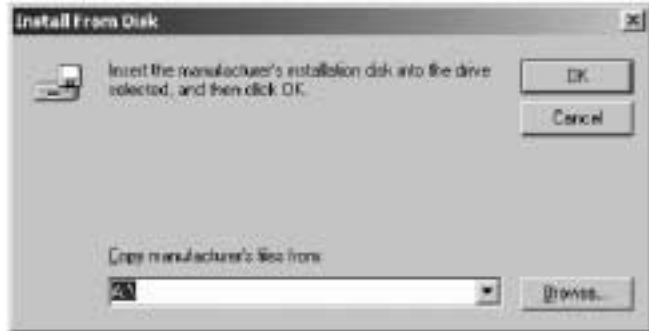 Install From Disk
Insert the manufacturer's installation disk into the drive
selected, and then click OK.
OK
Cancel
Copy manufacturer's files from:
A:\
Browse...